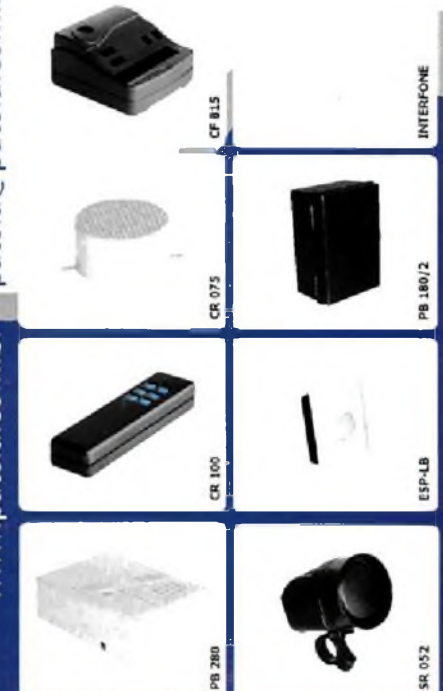 PB 280
CR 100
CR 075
CF 815
SR 052
ESP-LB
PB 180/2
INTERFONE